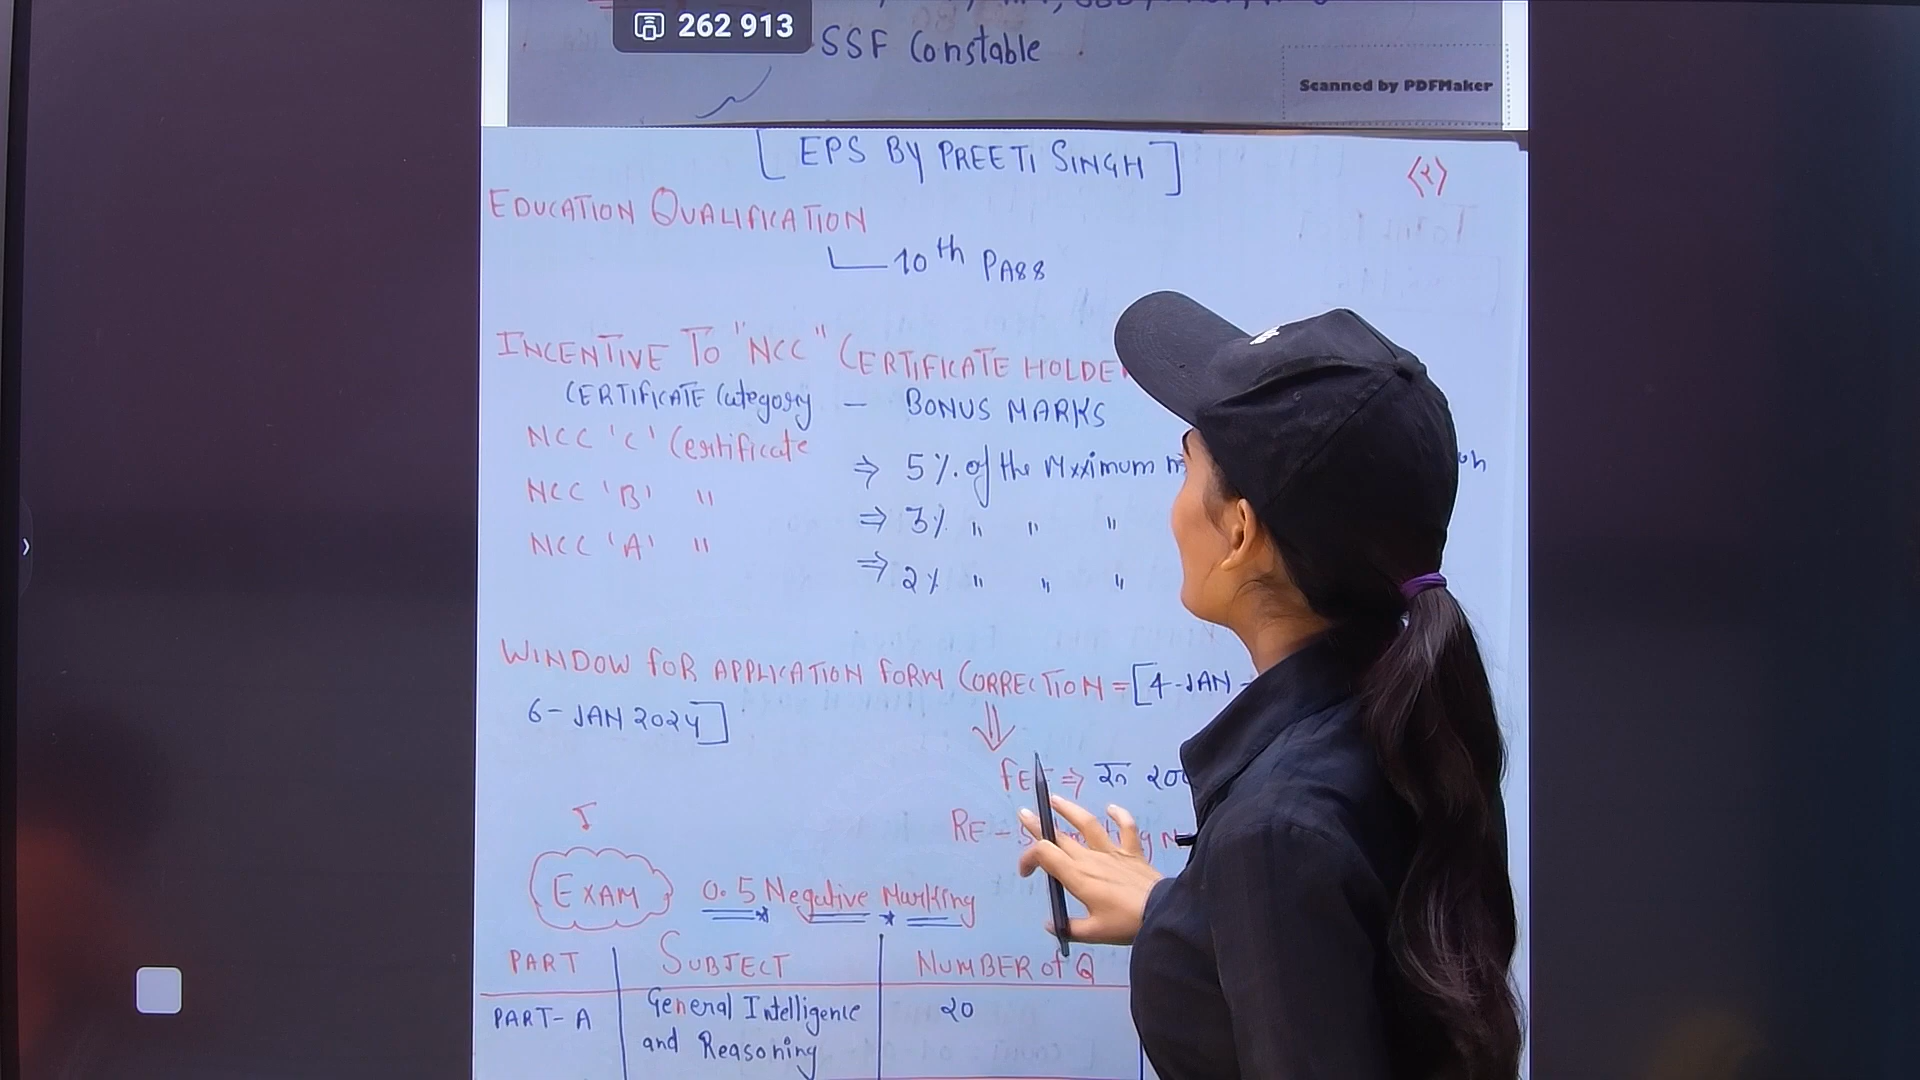 262 913
SSF Constable
Scanned by PDFMaker
[ EPS BY PREETI SINGH ]
<२>
EDUCATION QUALIFICATION
10th PASS
INCENTIVE TO "NCC" CERTIFICATE HOLDE
CERTIFICATE Category — BONUS MARKS
NCC 'C' Certificate ⇒ 5% of the Maximum
NCC 'B' " ⇒ 3% " " "
NCC 'A' " ⇒ 2% " " "
WINDOW FOR APPLICATION FORM CORRECTION = [4-JAN -
6-JAN 2024]
FEE ⇒ रू 200
RE-
EXAM 0.5 Negative Marking
PART SUBJECT NUMBER of Q
PART-A General Intelligence 20
and Reasoning